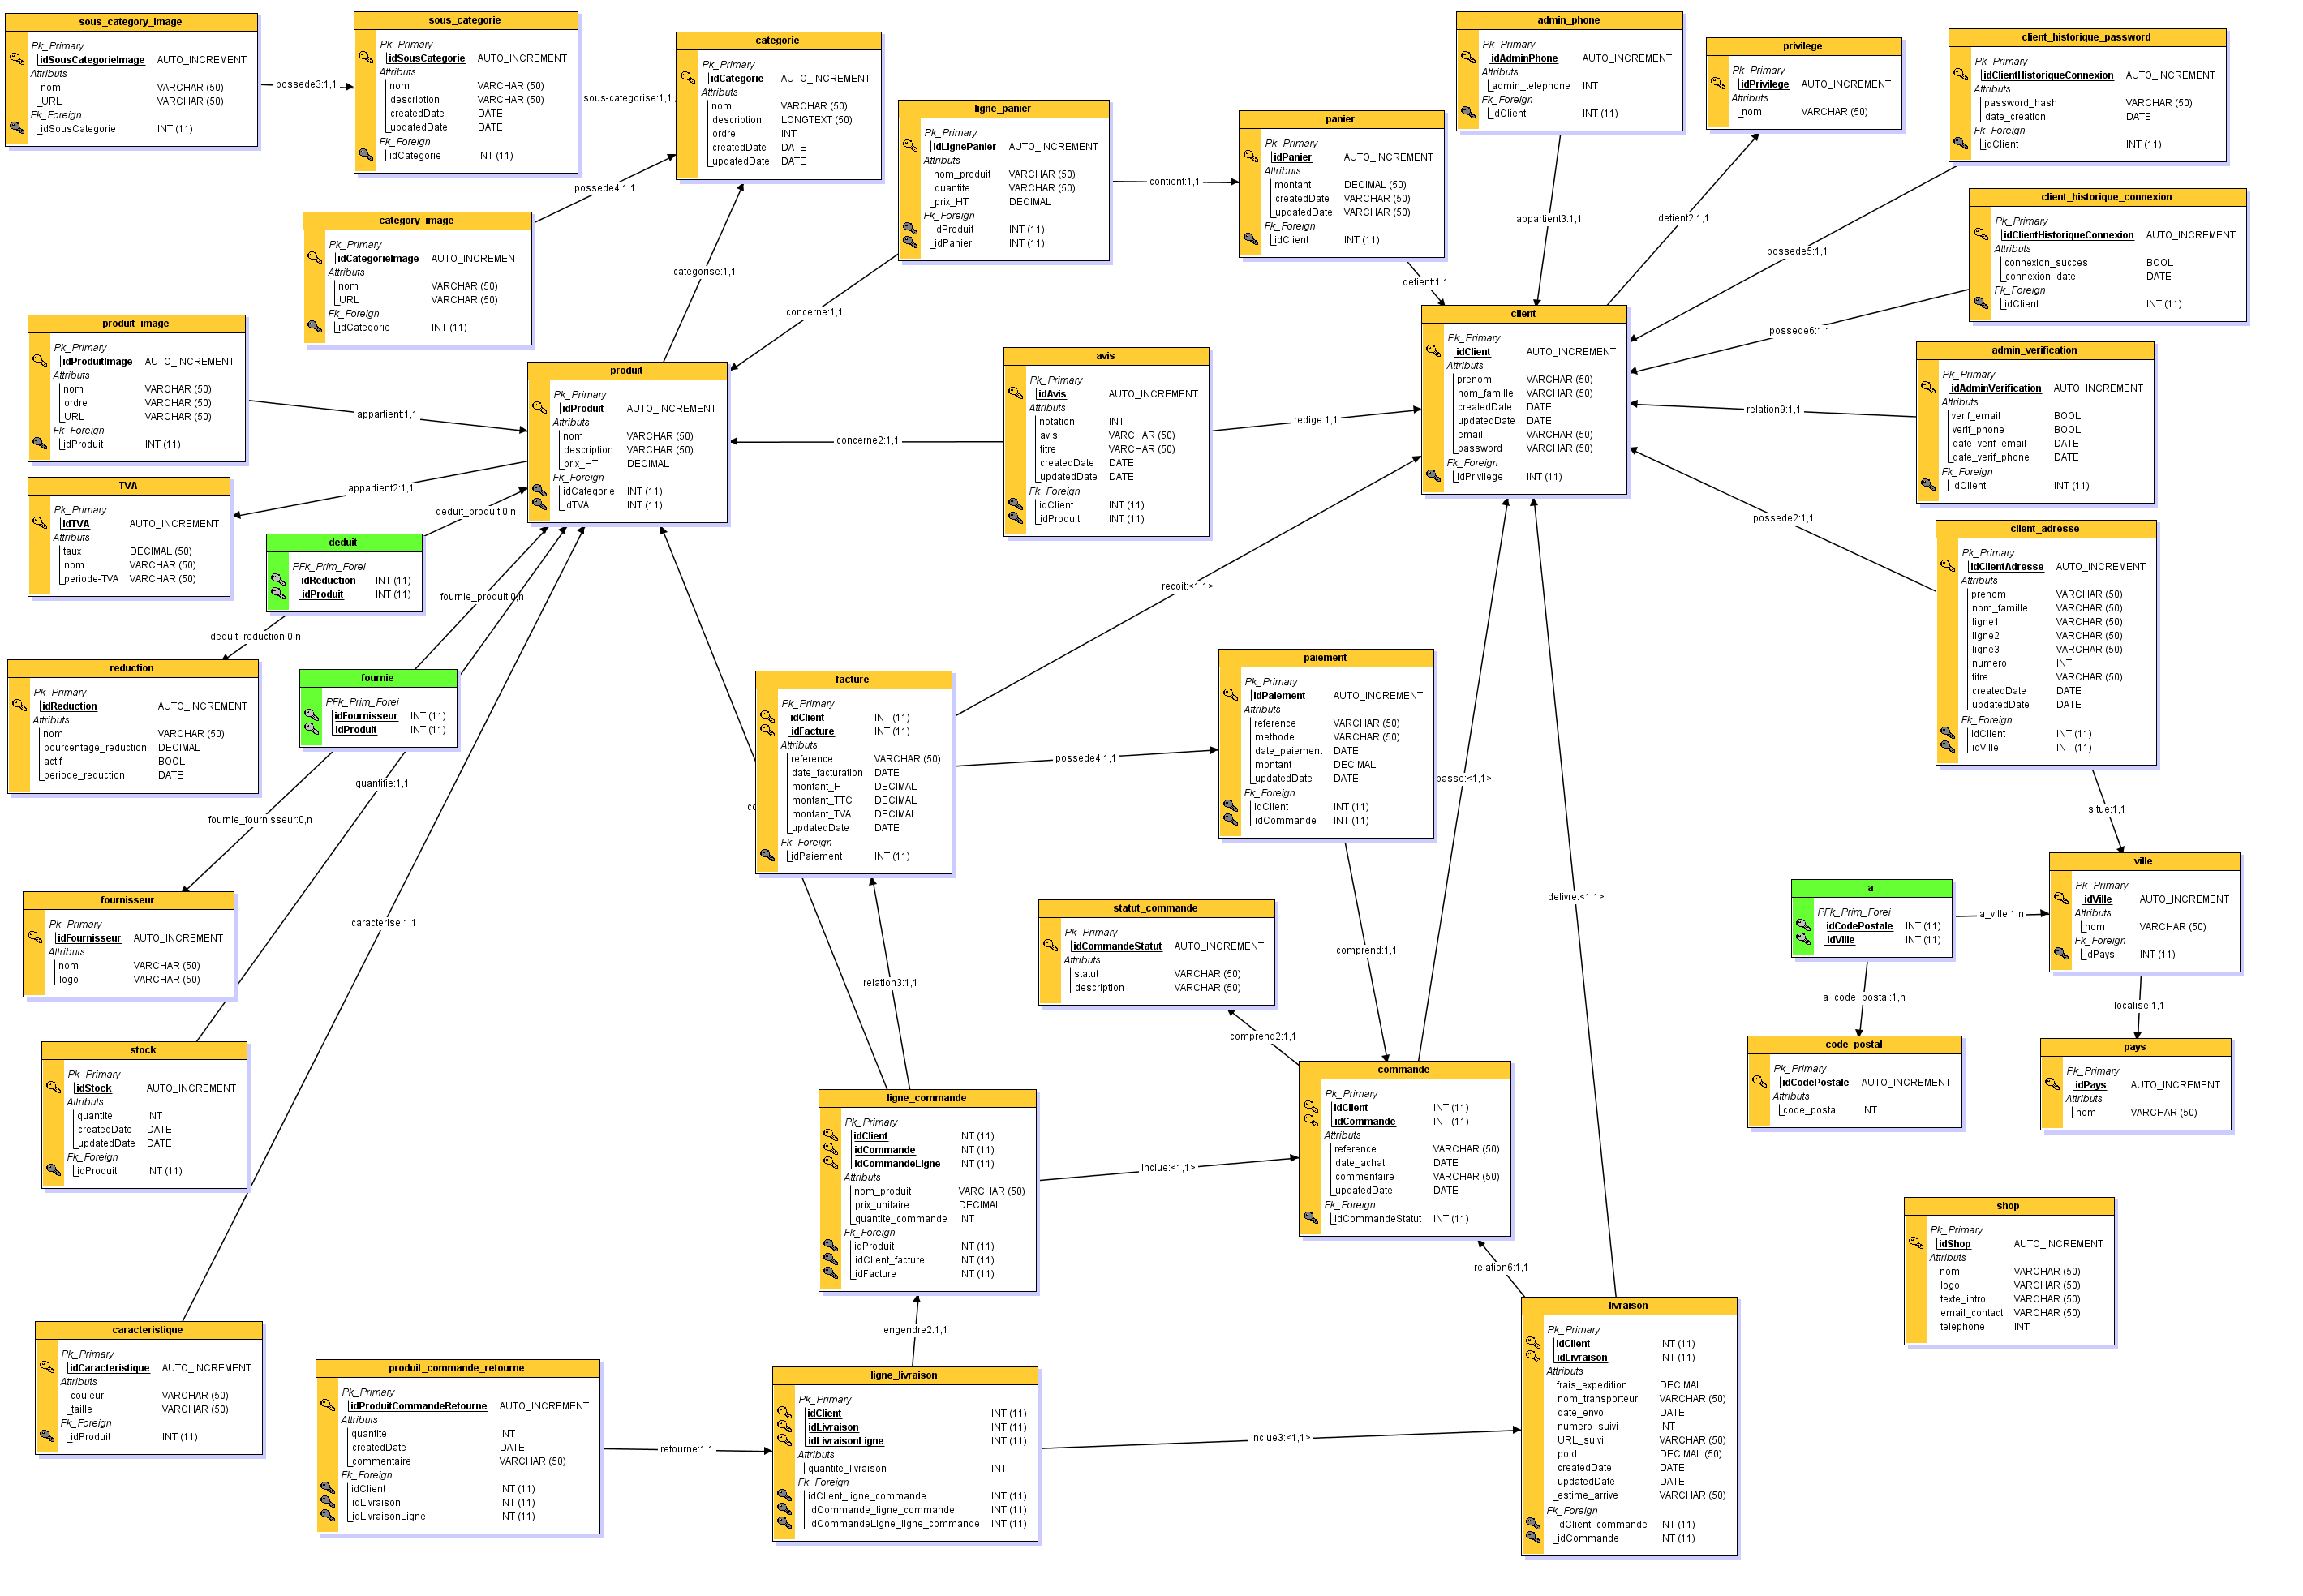 sous_category_image
Pk_Primary
idSousCategorieImage AUTO_INCREMENT
Attributs
nom VARCHAR (50)
URL VARCHAR (50)
Fk_Foreign
idSousCategorie INT (11)
possede3:1,1
sous_categorie
Pk_Primary
idSousCategorie AUTO_INCREMENT
Attributs
nom VARCHAR (50)
description VARCHAR (50)
createdDate DATE
updatedDate DATE
Fk_Foreign
idCategorie INT (11)
sous-categorise:1,1
categorie
Pk_Primary
idCategorie AUTO_INCREMENT
Attributs
nom VARCHAR (50)
description LONGTEXT (50)
ordre INT
createdDate DATE
updatedDate DATE
possede4:1,1
category_image
Pk_Primary
idCategorieImage AUTO_INCREMENT
Attributs
nom VARCHAR (50)
URL VARCHAR (50)
Fk_Foreign
idCategorie INT (11)
categorise:1,1
ligne_panier
Pk_Primary
idLignePanier AUTO_INCREMENT
Attributs
nom_produit VARCHAR (50)
quantite VARCHAR (50)
prix_HT DECIMAL
Fk_Foreign
idProduit INT (11)
idPanier INT (11)
contient:1,1
concerne:1,1
panier
Pk_Primary
idPanier AUTO_INCREMENT
Attributs
montant DECIMAL (50)
createdDate VARCHAR (50)
updatedDate VARCHAR (50)
Fk_Foreign
idClient INT (11)
detient:1,1
admin_phone
Pk_Primary
idAdminPhone AUTO_INCREMENT
Attributs
admin_telephone INT
Fk_Foreign
idClient INT (11)
appartient3:1,1
privilege
Pk_Primary
idPrivilege AUTO_INCREMENT
Attributs
nom VARCHAR (50)
detient2:1,1
client_historique_password
Pk_Primary
idClientHistoriqueConnexion AUTO_INCREMENT
Attributs
password_hash VARCHAR (50)
date_creation DATE
Fk_Foreign
idClient INT (11)
possede5:1,1
client_historique_connexion
Pk_Primary
idClientHistoriqueConnexion AUTO_INCREMENT
Attributs
connexion_succes BOOL
connexion_date DATE
Fk_Foreign
idClient INT (11)
possede6:1,1
produit_image
Pk_Primary
idProduitImage AUTO_INCREMENT
Attributs
nom VARCHAR (50)
ordre VARCHAR (50)
URL VARCHAR (50)
Fk_Foreign
idProduit INT (11)
appartient:1,1
produit
Pk_Primary
idProduit AUTO_INCREMENT
Attributs
nom VARCHAR (50)
description VARCHAR (50)
prix_HT DECIMAL
Fk_Foreign
idCategorie INT (11)
idTVA INT (11)
avis
Pk_Primary
idAvis AUTO_INCREMENT
Attributs
notation INT
avis VARCHAR (50)
titre VARCHAR (50)
createdDate DATE
updatedDate DATE
Fk_Foreign
idClient INT (11)
idProduit INT (11)
concerne2:1,1
redige:1,1
client
Pk_Primary
idClient AUTO_INCREMENT
Attributs
prenom VARCHAR (50)
nom_famille VARCHAR (50)
createdDate DATE
updatedDate DATE
email VARCHAR (50)
password VARCHAR (50)
Fk_Foreign
idPrivilege INT (11)
admin_verification
Pk_Primary
idAdminVerification AUTO_INCREMENT
Attributs
verif_email BOOL
verif_phone BOOL
date_verif_email DATE
date_verif_phone DATE
Fk_Foreign
idClient INT (11)
relation9:1,1
TVA
Pk_Primary
idTVA AUTO_INCREMENT
Attributs
taux DECIMAL (50)
nom VARCHAR (50)
periode-TVA VARCHAR (50)
appartient2:1,1
deduit_produit:0,n
deduit
PFk_Prim_Forei
idReduction INT (11)
idProduit INT (11)
deduit_reduction:0,n
fournie_produit:0,n
possede2:1,1
client_adresse
Pk_Primary
idClientAdresse AUTO_INCREMENT
Attributs
prenom VARCHAR (50)
nom_famille VARCHAR (50)
ligne1 VARCHAR (50)
ligne2 VARCHAR (50)
ligne3 VARCHAR (50)
numero INT
titre VARCHAR (50)
createdDate DATE
updatedDate DATE
Fk_Foreign
idClient INT (11)
idVille INT (11)
recoit:<1,1>
reduction
Pk_Primary
idReduction AUTO_INCREMENT
Attributs
nom VARCHAR (50)
pourcentage_reduction DECIMAL
actif BOOL
periode_reduction DATE
fournie
PFk_Prim_Forei
idFournisseur INT (11)
idProduit INT (11)
quantifie:1,1
fournie_fournisseur:0,n
facture
Pk_Primary
idClient INT (11)
idFacture INT (11)
Attributs
reference VARCHAR (50)
date_facturation DATE
montant_HT DECIMAL
montant_TTC DECIMAL
montant_TVA DECIMAL
updatedDate DATE
Fk_Foreign
idPaiement INT (11)
possede4:1,1
paiement
Pk_Primary
idPaiement AUTO_INCREMENT
Attributs
reference VARCHAR (50)
methode VARCHAR (50)
date_paiement DATE
montant DECIMAL
updatedDate DATE
Fk_Foreign
idClient INT (11)
idCommande INT (11)
passe:<1,1>
situe:1,1
fournisseur
Pk_Primary
idFournisseur AUTO_INCREMENT
Attributs
nom VARCHAR (50)
logo VARCHAR (50)
caracterise:1,1
delivre:<1,1>
statut_commande
Pk_Primary
idCommandeStatut AUTO_INCREMENT
Attributs
statut VARCHAR (50)
description VARCHAR (50)
comprend:1,1
relation3:1,1
comprend2:1,1
a
PFk_Prim_Forei
idCodePostale INT (11)
idVille INT (11)
a_ville:1,n
ville
Pk_Primary
idVille AUTO_INCREMENT
Attributs
nom VARCHAR (50)
Fk_Foreign
idPays INT (11)
a_code_postal:1,n
localise:1,1
stock
Pk_Primary
idStock AUTO_INCREMENT
Attributs
quantite INT
createdDate DATE
updatedDate DATE
Fk_Foreign
idProduit INT (11)
ligne_commande
Pk_Primary
idClient INT (11)
idCommande INT (11)
idCommandeLigne INT (11)
Attributs
nom_produit VARCHAR (50)
prix_unitaire DECIMAL
quantite_commande INT
Fk_Foreign
idProduit INT (11)
idClient_facture INT (11)
idFacture INT (11)
inclue:<1,1>
commande
Pk_Primary
idClient INT (11)
idCommande INT (11)
Attributs
reference VARCHAR (50)
date_achat DATE
commentaire VARCHAR (50)
updatedDate DATE
Fk_Foreign
idCommandeStatut INT (11)
code_postal
Pk_Primary
idCodePostale AUTO_INCREMENT
Attributs
code_postal INT
pays
Pk_Primary
idPays AUTO_INCREMENT
Attributs
nom VARCHAR (50)
shop
Pk_Primary
idShop AUTO_INCREMENT
Attributs
nom VARCHAR (50)
logo VARCHAR (50)
texte_intro VARCHAR (50)
email_contact VARCHAR (50)
telephone INT
relation6:1,1
engendre2:1,1
caracteristique
Pk_Primary
idCaracteristique AUTO_INCREMENT
Attributs
couleur VARCHAR (50)
taille VARCHAR (50)
Fk_Foreign
idProduit INT (11)
produit_commande_retourne
Pk_Primary
idProduitCommandeRetourne AUTO_INCREMENT
Attributs
quantite INT
createdDate DATE
commentaire VARCHAR (50)
Fk_Foreign
idClient INT (11)
idLivraison INT (11)
idLivraisonLigne INT (11)
retourne:1,1
ligne_livraison
Pk_Primary
idClient INT (11)
idLivraison INT (11)
idLivraisonLigne INT (11)
Attributs
quantite_livraison INT
Fk_Foreign
idClient_ligne_commande INT (11)
idCommande_ligne_commande INT (11)
idCommandeLigne_ligne_commande INT (11)
inclue3:<1,1>
livraison
Pk_Primary
idClient INT (11)
idLivraison INT (11)
Attributs
frais_expedition DECIMAL
nom_transporteur VARCHAR (50)
date_envoi DATE
numero_suivi INT
URL_suivi VARCHAR (50)
poid DECIMAL (50)
createdDate DATE
updatedDate DATE
estime_arrive VARCHAR (50)
Fk_Foreign
idClient_commande INT (11)
idCommande INT (11)